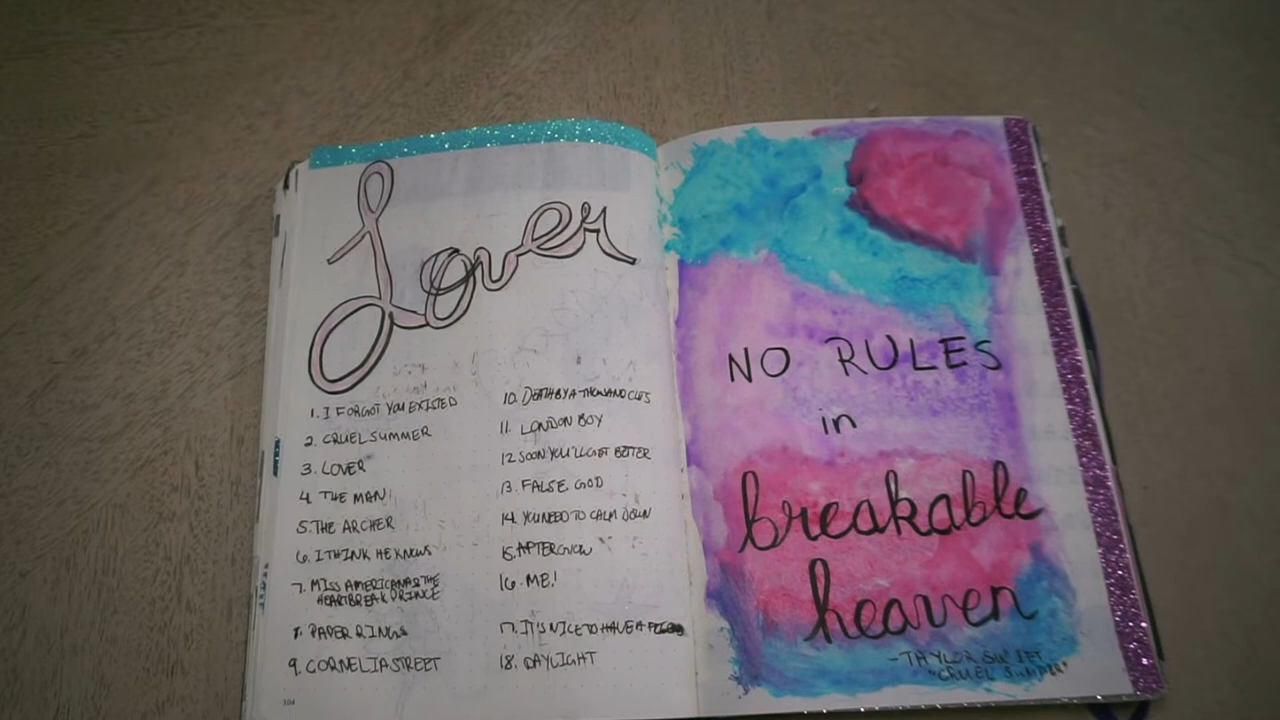 Lover
1. I FORGOT YOU EXISTED
2. CRUEL SUMMER
3. LOVER
4. THE MAN
5. THE ARCHER
6. I THINK HE KNOWS
7. MISS AMERICANA & THE
HEARTBREAK PRINCE
8. PAPER RINGS
9. CORNELIA STREET
10. DEATH BY A THOUSAND CUTS
11. LONDON BOY
12. SOON YOU'LL GET BETTER
13. FALSE GOD
14. YOU NEED TO CALM DOWN
15. AFTERGLOW
16. ME!
17. IT'S NICE TO HAVE A
18. DAYLIGHT
104
NO RULES
in
breakable
heaven
-TAYLOR SWIFT
"CRUEL SUMMER"